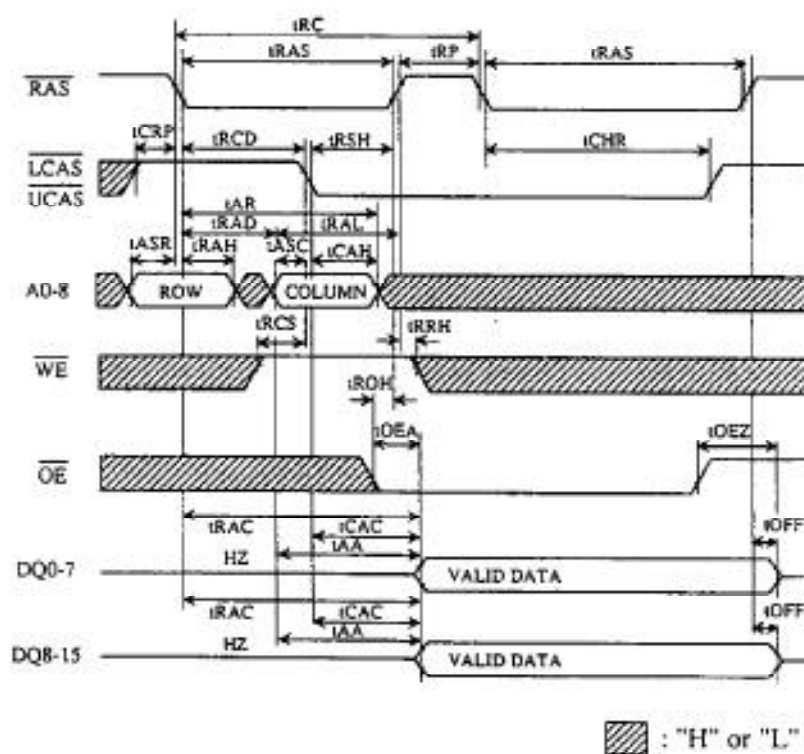 tRC
tRAS tRP tRAS
RAS
tCRP tRCD tRSH tCHR
LCAS
UCAS
tAR
tRAD tRAL
tASR tRAH tASC tCAH
A0-8 ROW COLUMN
tRCS tRRH
WE
tROH
tOEA tOEZ
OE
tRAC tCAC tOFF
HZ tAA
DQ0-7 VALID DATA
tRAC tCAC tOFF
HZ tAA
DQ8-15 VALID DATA
: "H" or "L"